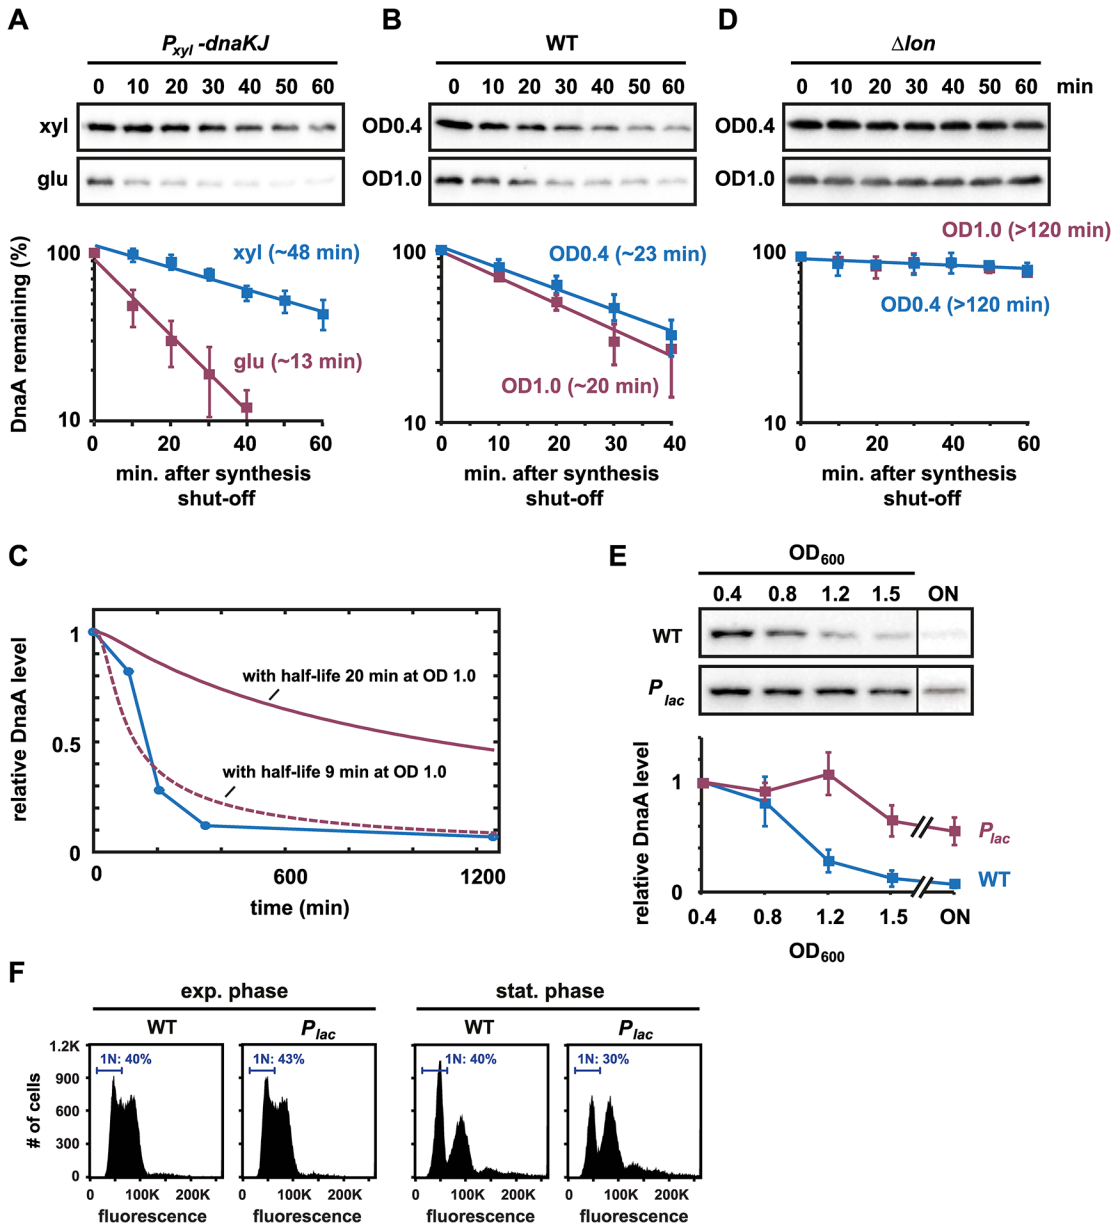 A
P xyl -dnaKJ
0 10 20 30 40 50 60
xyl
glu
DnaA remaining (%)
100
10
xyl (~48 min)
glu (~13 min)
0 20 40 60
min. after synthesis
shut-off
B
WT
0 10 20 30 40 50 60
OD0.4
OD1.0
100
10
OD0.4 (~23 min)
OD1.0 (~20 min)
0 10 20 30 40
min. after synthesis
shut-off
D
Δlon
0 10 20 30 40 50 60 min
OD0.4
OD1.0
OD1.0 (>120 min)
100
10
OD0.4 (>120 min)
0 20 40 60
min. after synthesis
shut-off
C
relative DnaA level
1
0.5
0
with half-life 20 min at OD 1.0
with half-life 9 min at OD 1.0
0 600 1200
time (min)
E
OD600
0.4 0.8 1.2 1.5 ON
WT
P lac
relative DnaA level
1
0
P lac
WT
0.4 0.8 1.2 1.5 ON
OD600
F
exp. phase
stat. phase
WT
P lac
WT
P lac
# of cells
1.2K
900
600
300
0
1N: 40%
1N: 43%
1N: 40%
1N: 30%
0 100K 200K
0 100K 200K
0 100K 200K
0 100K 200K
fluorescence
fluorescence
fluorescence
fluorescence